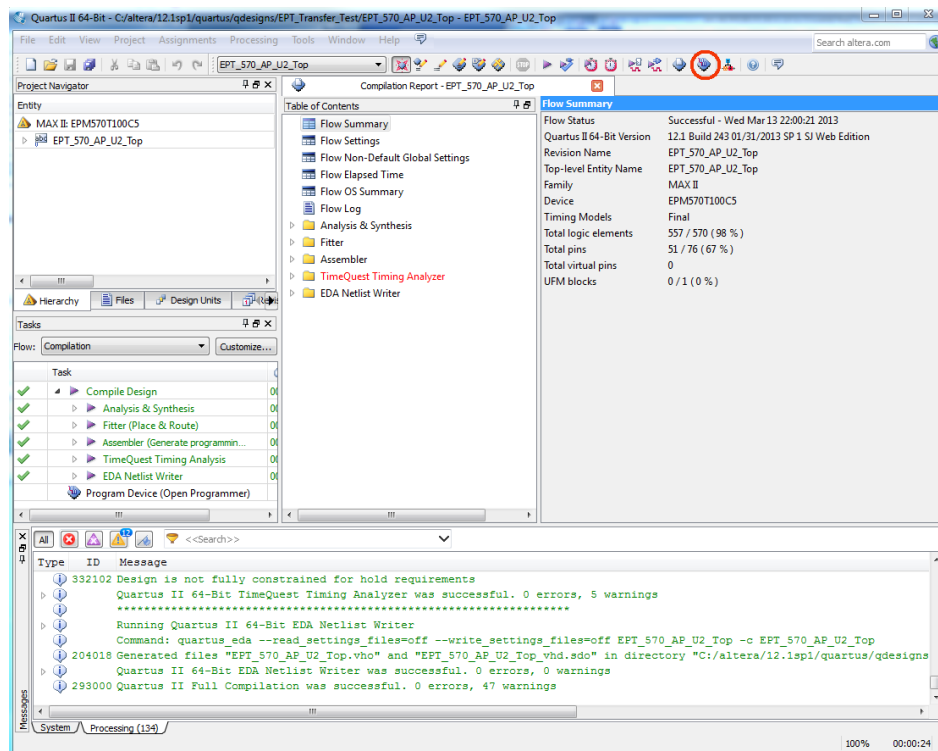 Quartus II 64-Bit - C:/altera/12.1sp1/quartus/qdesigns/EPT_Transfer_Test/EPT_570_AP_U2_Top - EPT_570_AP_U2_Top
File Edit View Project Assignments Processing Tools Window Help
Search altera.com
EPT_570_AP_U2_Top
Project Navigator
Entity
MAX II: EPM570T100C5
EPT_570_AP_U2_Top
Hierarchy Files Design Units
Tasks
Flow: Compilation Customize...
Task
Compile Design
Analysis & Synthesis
Fitter (Place & Route)
Assembler (Generate programmin...
TimeQuest Timing Analysis
EDA Netlist Writer
Program Device (Open Programmer)
Compilation Report - EPT_570_AP_U2_Top
Table of Contents
Flow Summary
Flow Settings
Flow Non-Default Global Settings
Flow Elapsed Time
Flow OS Summary
Flow Log
Analysis & Synthesis
Fitter
Assembler
TimeQuest Timing Analyzer
EDA Netlist Writer
Flow Summary
Flow Status Successful - Wed Mar 13 22:00:21 2013
Quartus II 64-Bit Version 12.1 Build 243 01/31/2013 SP 1 SJ Web Edition
Revision Name EPT_570_AP_U2_Top
Top-level Entity Name EPT_570_AP_U2_Top
Family MAX II
Device EPM570T100C5
Timing Models Final
Total logic elements 557 / 570 ( 98 % )
Total pins 51 / 76 ( 67 % )
Total virtual pins 0
UFM blocks 0 / 1 ( 0 % )
All 12 <<Search>>
Type ID Message
332102 Design is not fully constrained for hold requirements
Quartus II 64-Bit TimeQuest Timing Analyzer was successful. 0 errors, 5 warnings
*******************************************************************
Running Quartus II 64-Bit EDA Netlist Writer
Command: quartus_eda --read_settings_files=off --write_settings_files=off EPT_570_AP_U2_Top -c EPT_570_AP_U2_Top
204018 Generated files "EPT_570_AP_U2_Top.vho" and "EPT_570_AP_U2_Top_vhd.sdo" in directory "C:/altera/12.1sp1/quartus/qdesigns
Quartus II 64-Bit EDA Netlist Writer was successful. 0 errors, 0 warnings
293000 Quartus II Full Compilation was successful. 0 errors, 47 warnings
Messages
System Processing (134)
100% 00:00:24